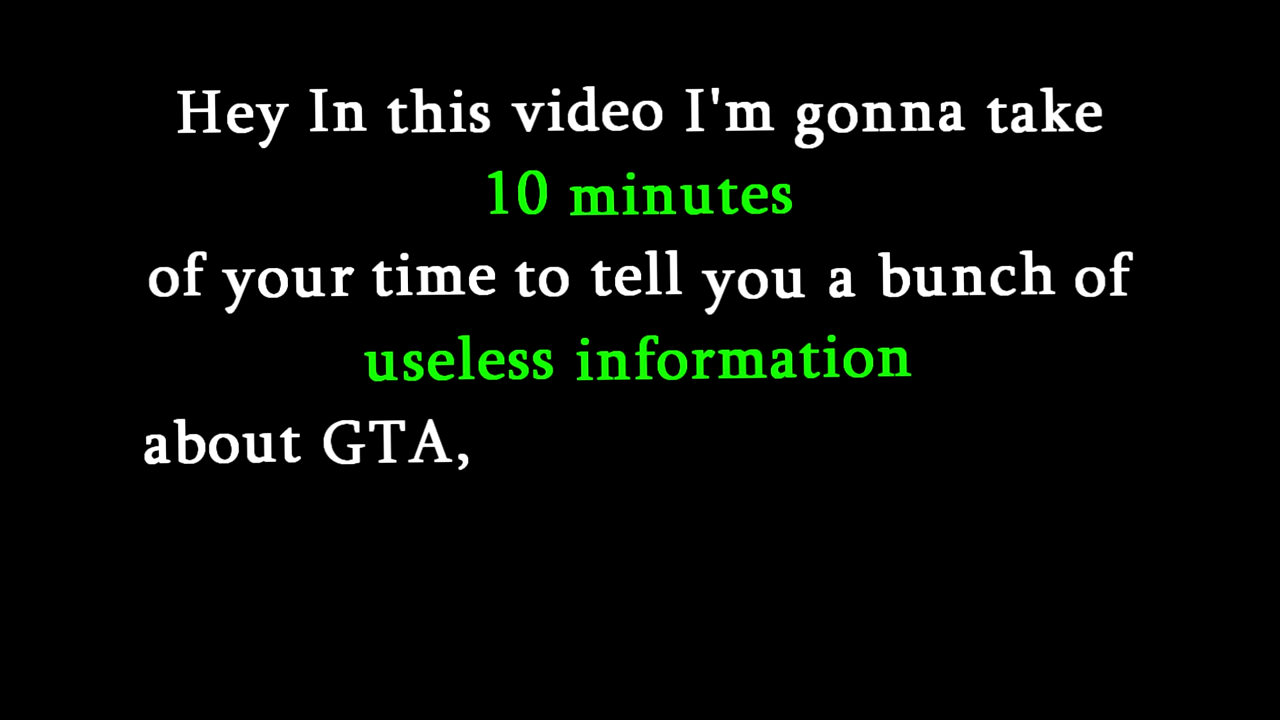 Hey In this video I'm gonna take
10 minutes
of your time to tell you a bunch of
useless information
about GTA,